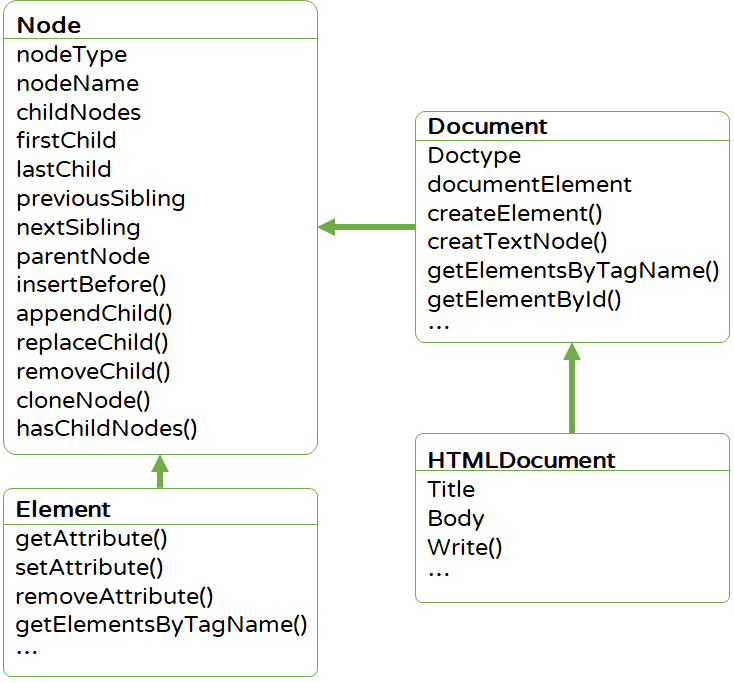 Node
nodeType
nodeName
childNodes
firstChild
lastChild
previousSibling
nextSibling
parentNode
insertBefore()
appendChild()
replaceChild()
removeChild()
cloneNode()
hasChildNodes()
Document
Doctype
documentElement
createElement()
creatTextNode()
getElementsByTagName()
getElementById()
...
Element
getAttribute()
setAttribute()
removeAttribute()
getElementsByTagName()
...
HTMLDocument
Title
Body
Write()
...